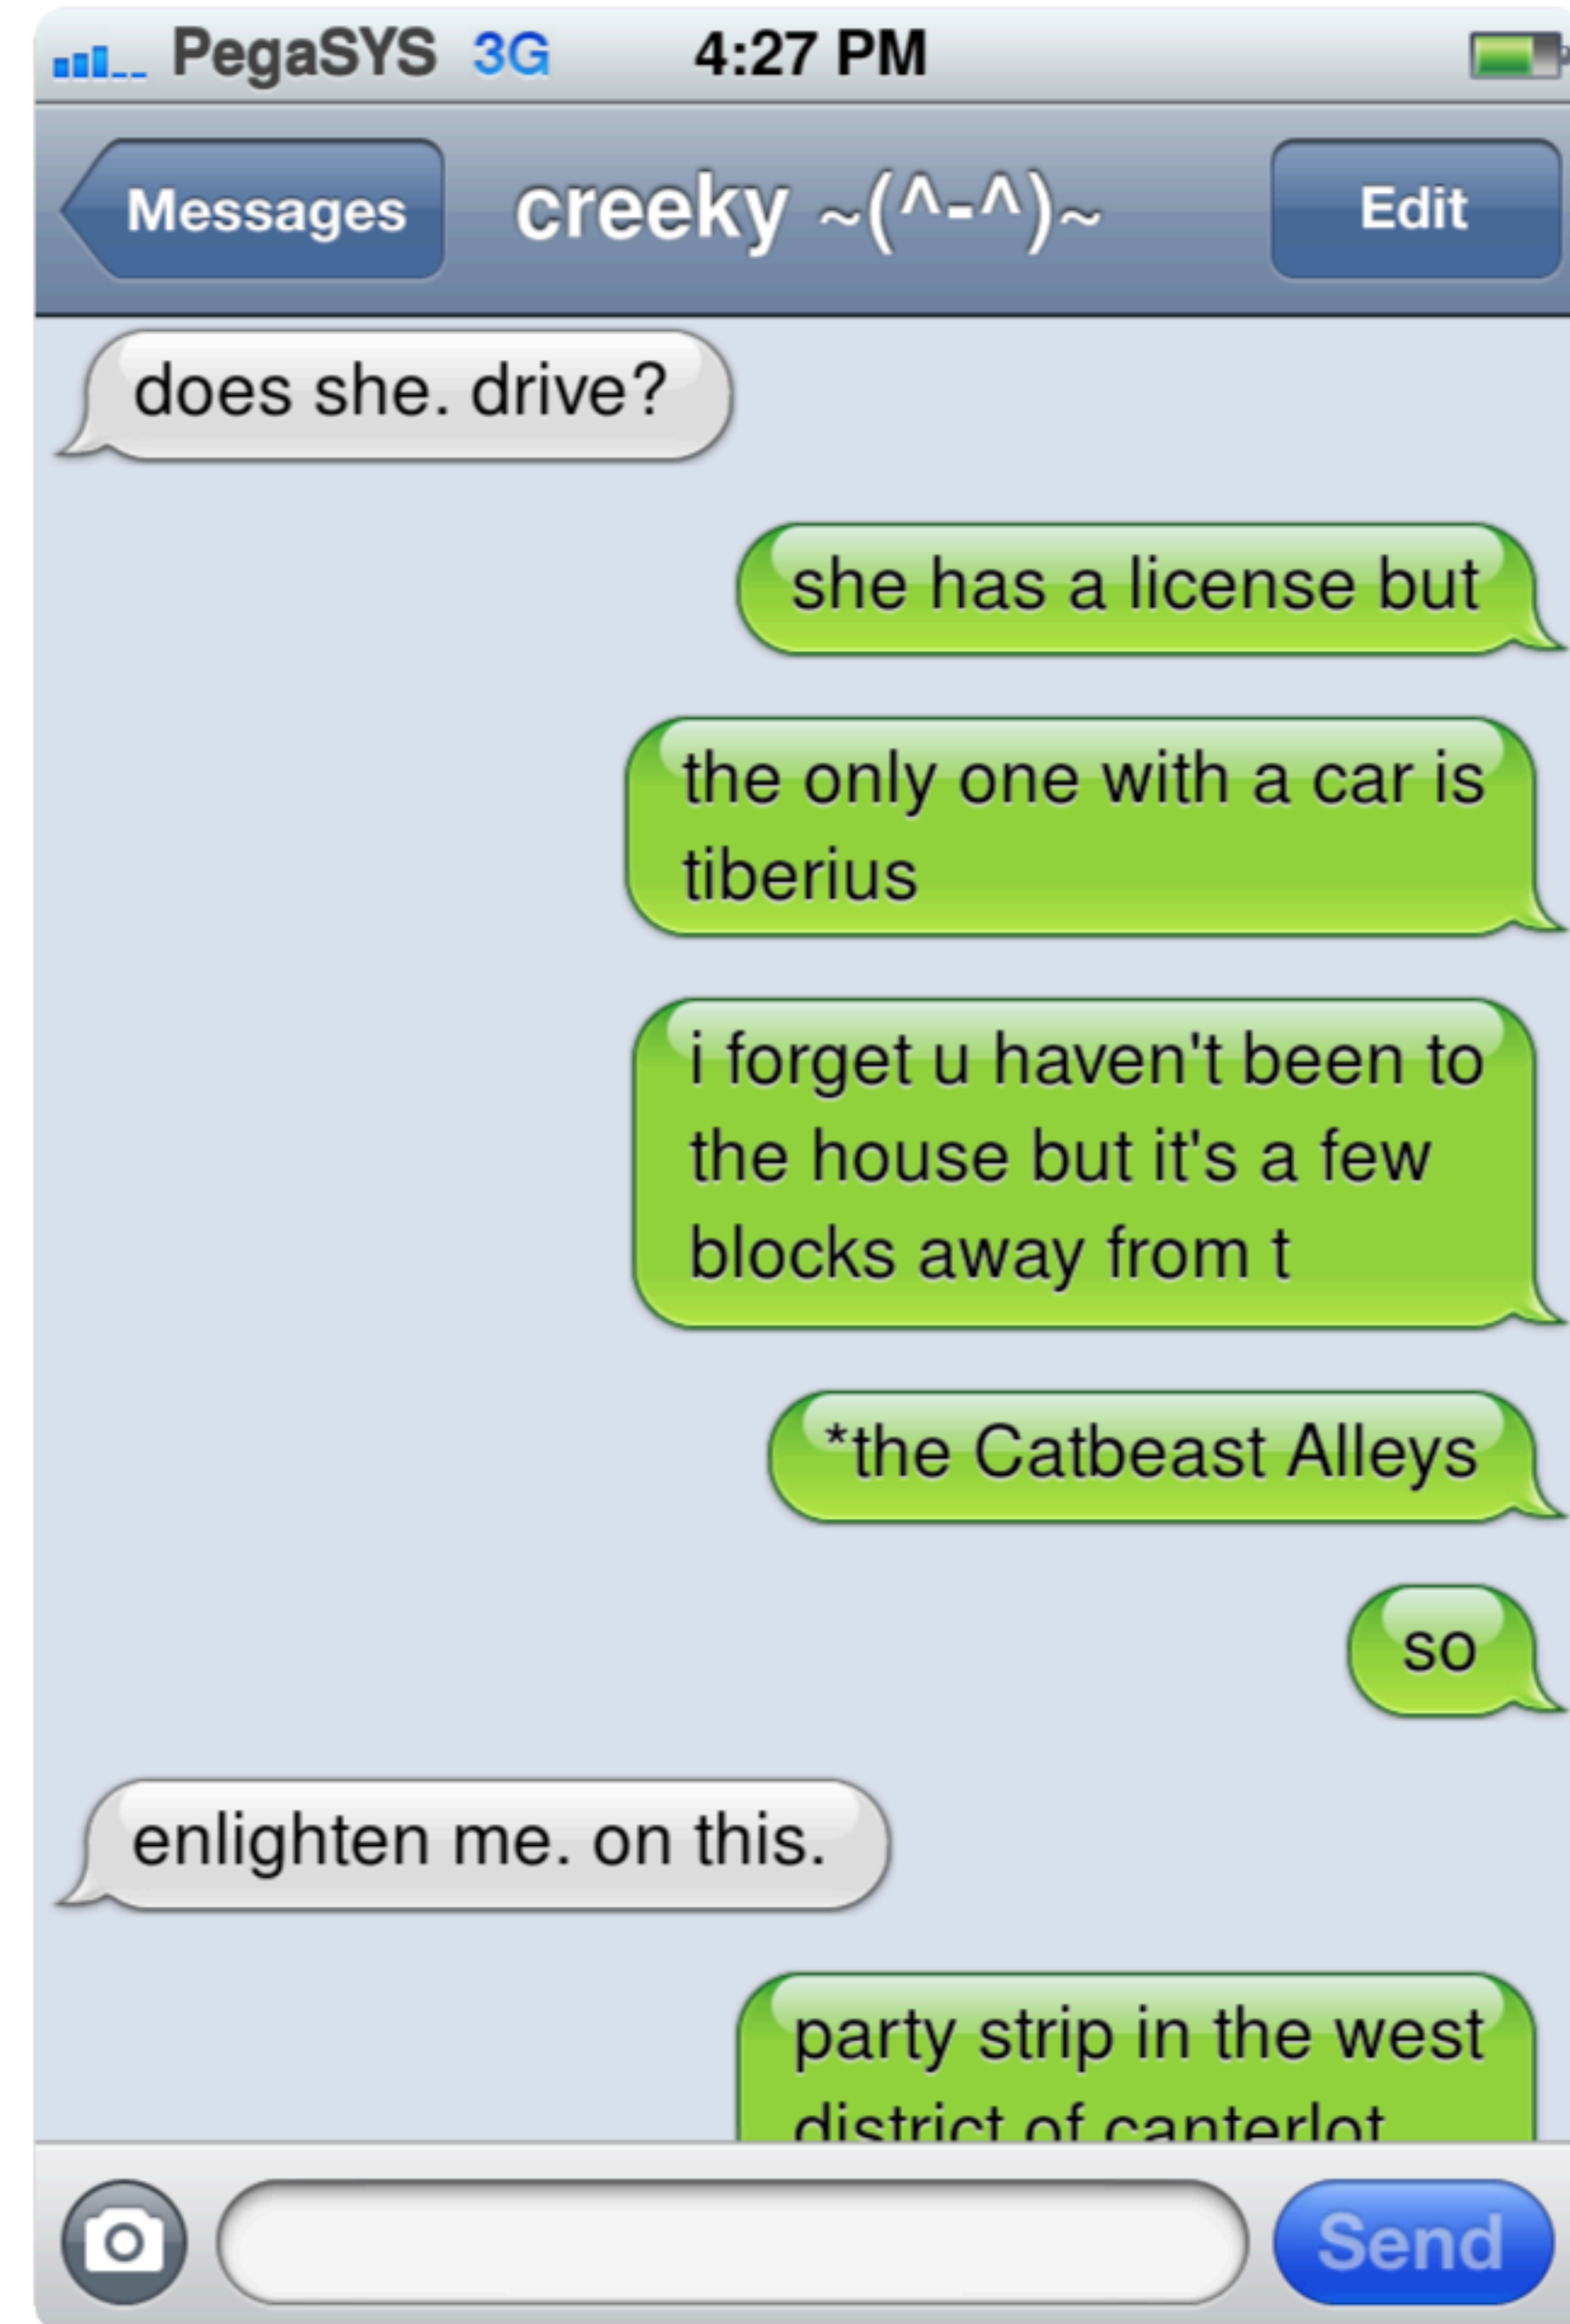 PegaSYS 3G 4:27 PM
Messages creeky ~(^-^)~ Edit
does she. drive?
she has a license but
the only one with a car is
tiberius
i forget u haven't been to
the house but it's a few
blocks away from t
*the Catbeast Alleys
so
enlighten me. on this.
party strip in the west
district of canterlot
Send